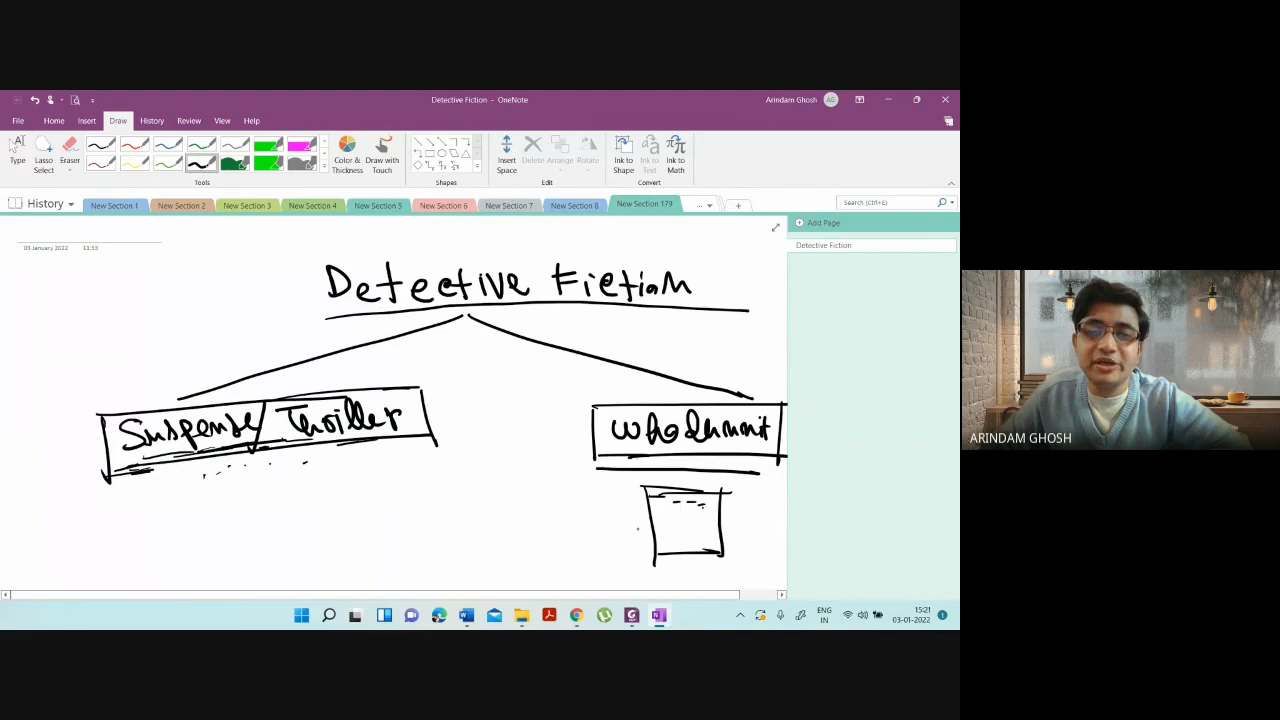 Detective Fiction - OneNote
Arindam Ghosh AG
File Home Insert Draw History Review View Help
Type
Lasso Select
Eraser
Color & Thickness
Draw with Touch
Insert Space
Delete
Arrange
Rotate
Ink to Shape
Ink to Text
Ink to Math
Tools
Shapes
Edit
Convert
History
New Section 1
New Section 2
New Section 3
New Section 4
New Section 5
New Section 6
New Section 7
New Section 8
New Section 179
...
Search (Ctrl+E)
Add Page
Detective Fiction
03 January 2022 11:53
Detective Fiction
Suspense/Thriller
ARINDAM GHOSH
ENG
IN
15:21
03-01-2022